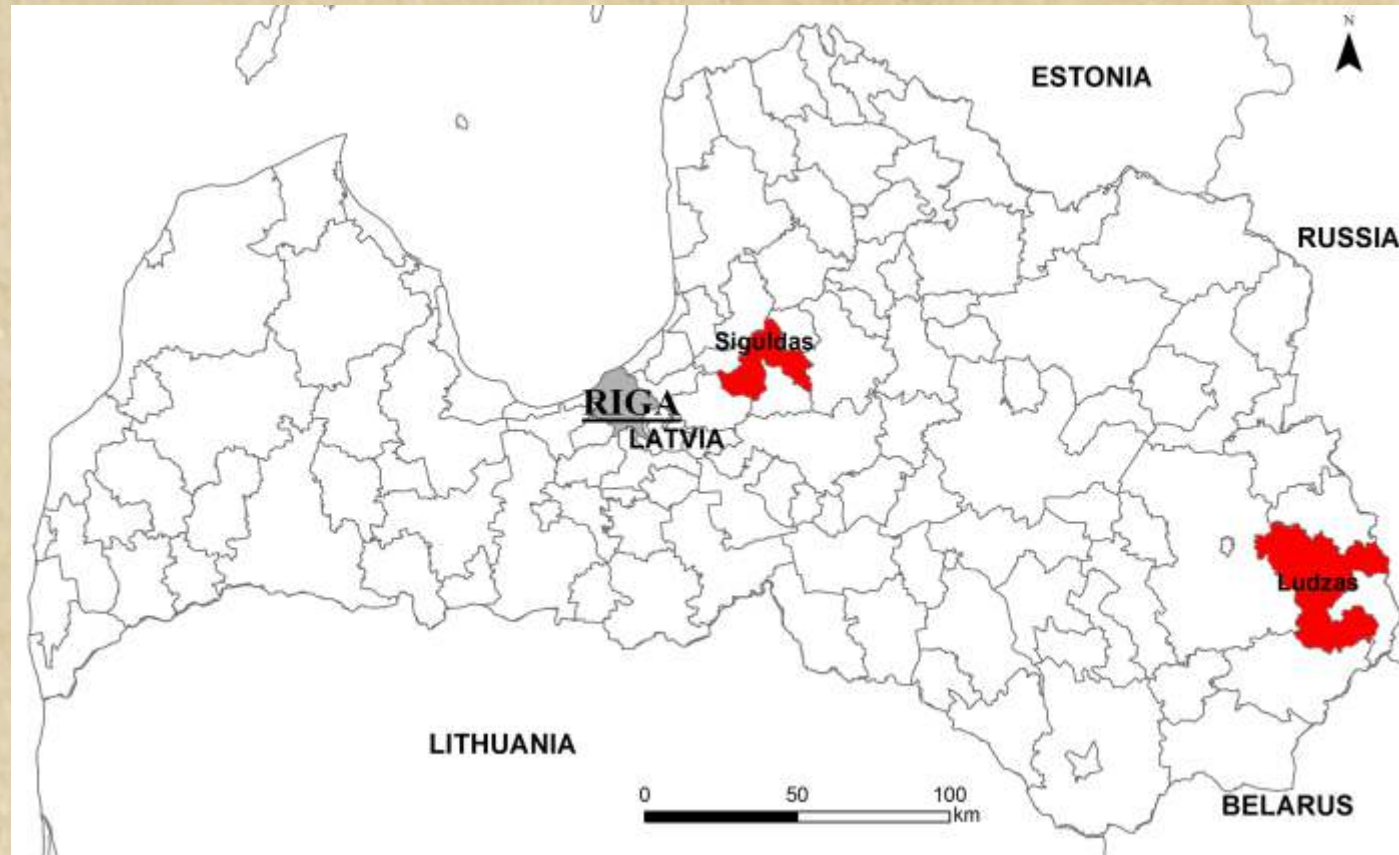 N
ESTONIA
RUSSIA
Siguldas
RIGA
LATVIA
Ludzas
LITHUANIA
0 50 100
km
BELARUS